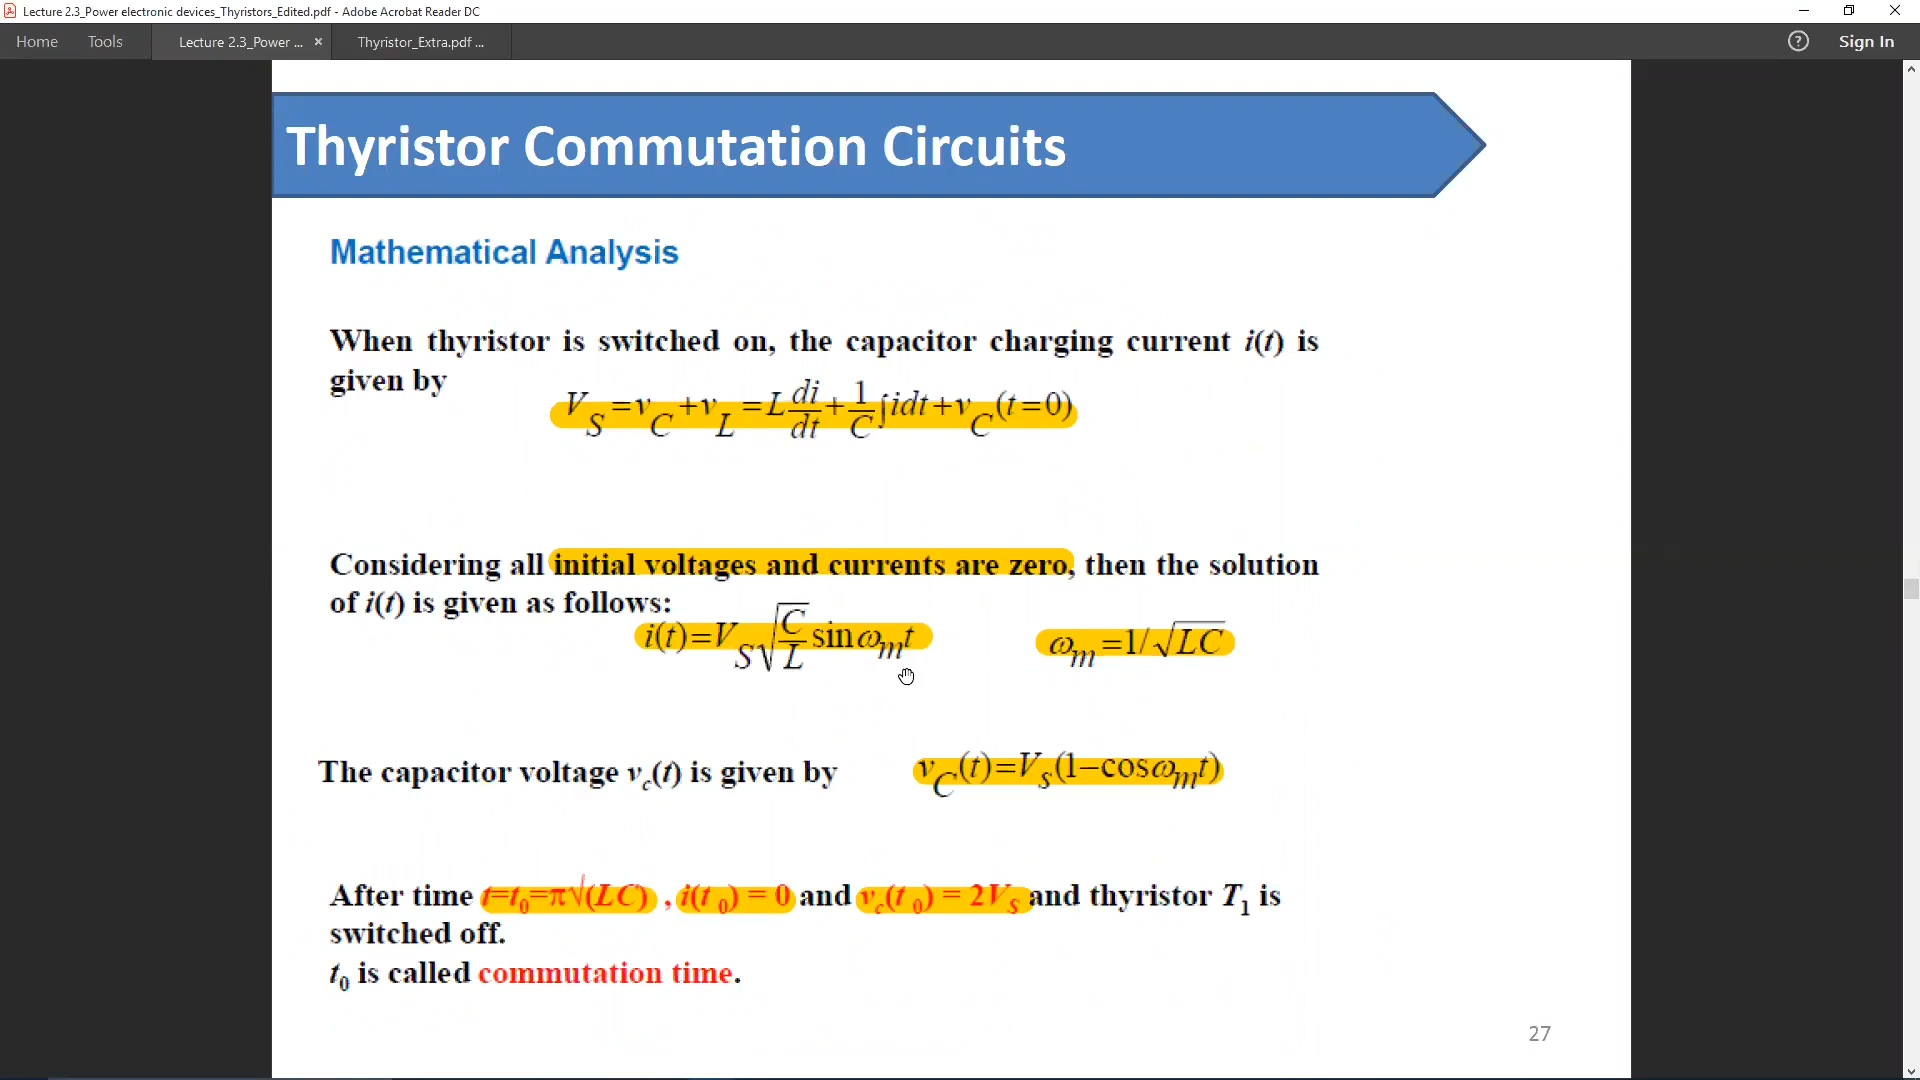 Lecture 2.3_Power electronic devices_Thyristors_Edited.pdf - Adobe Acrobat Reader DC
Home Tools Lecture 2.3_Power ... × Thyristor_Extra.pdf ... ? Sign In
Thyristor Commutation Circuits
Mathematical Analysis
When thyristor is switched on, the capacitor charging current i(t) is
given by
V_S = v_C + v_L = L di/dt + 1/C ∫idt + v_C(t=0)
Considering all initial voltages and currents are zero, then the solution
of i(t) is given as follows:
i(t)=V_S √(C/L) sin ω_m t ω_m =1/√LC
The capacitor voltage v_c(t) is given by v_C(t)=V_s(1−cosω_m t)
After time t=t_0=π√(LC) , i(t_0) = 0 and v_c(t_0) = 2V_S and thyristor T_1 is
switched off.
t_0 is called commutation time.
27